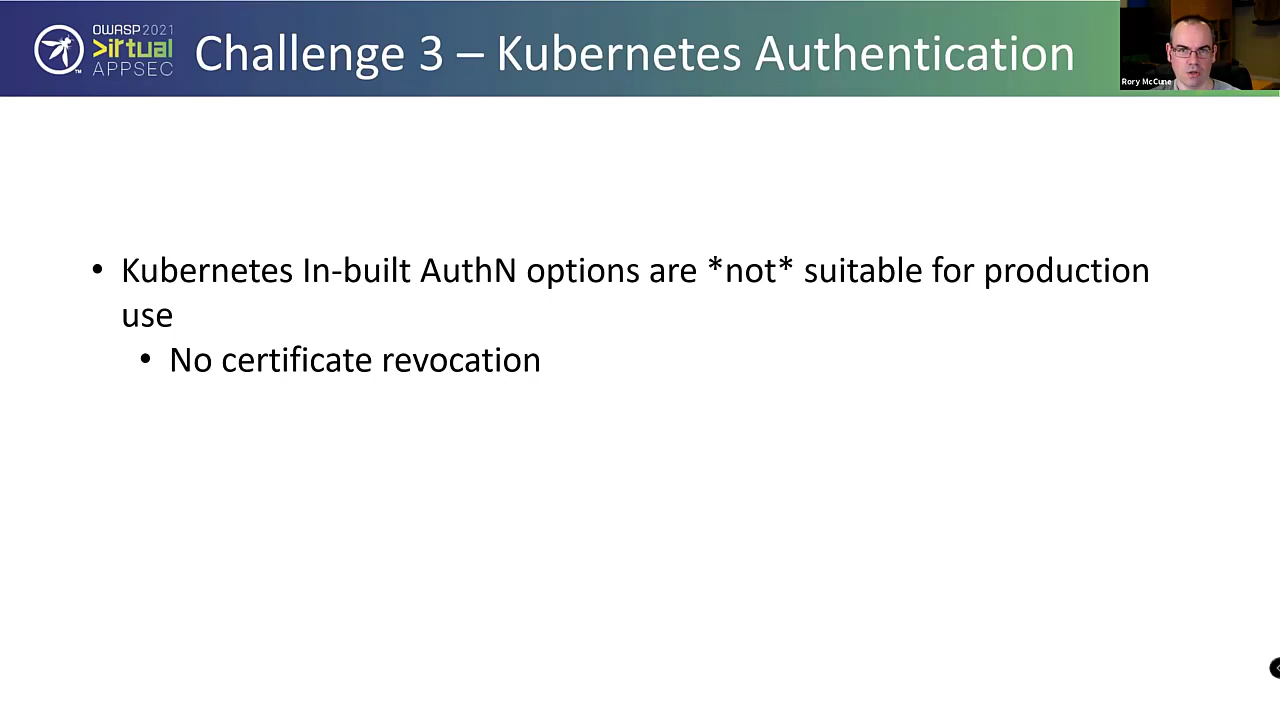 OWASP 2021
>irtual
APPSEC
TM
Challenge 3 – Kubernetes Authentication
Rory McCune
• Kubernetes In-built AuthN options are *not* suitable for production
use
• No certificate revocation